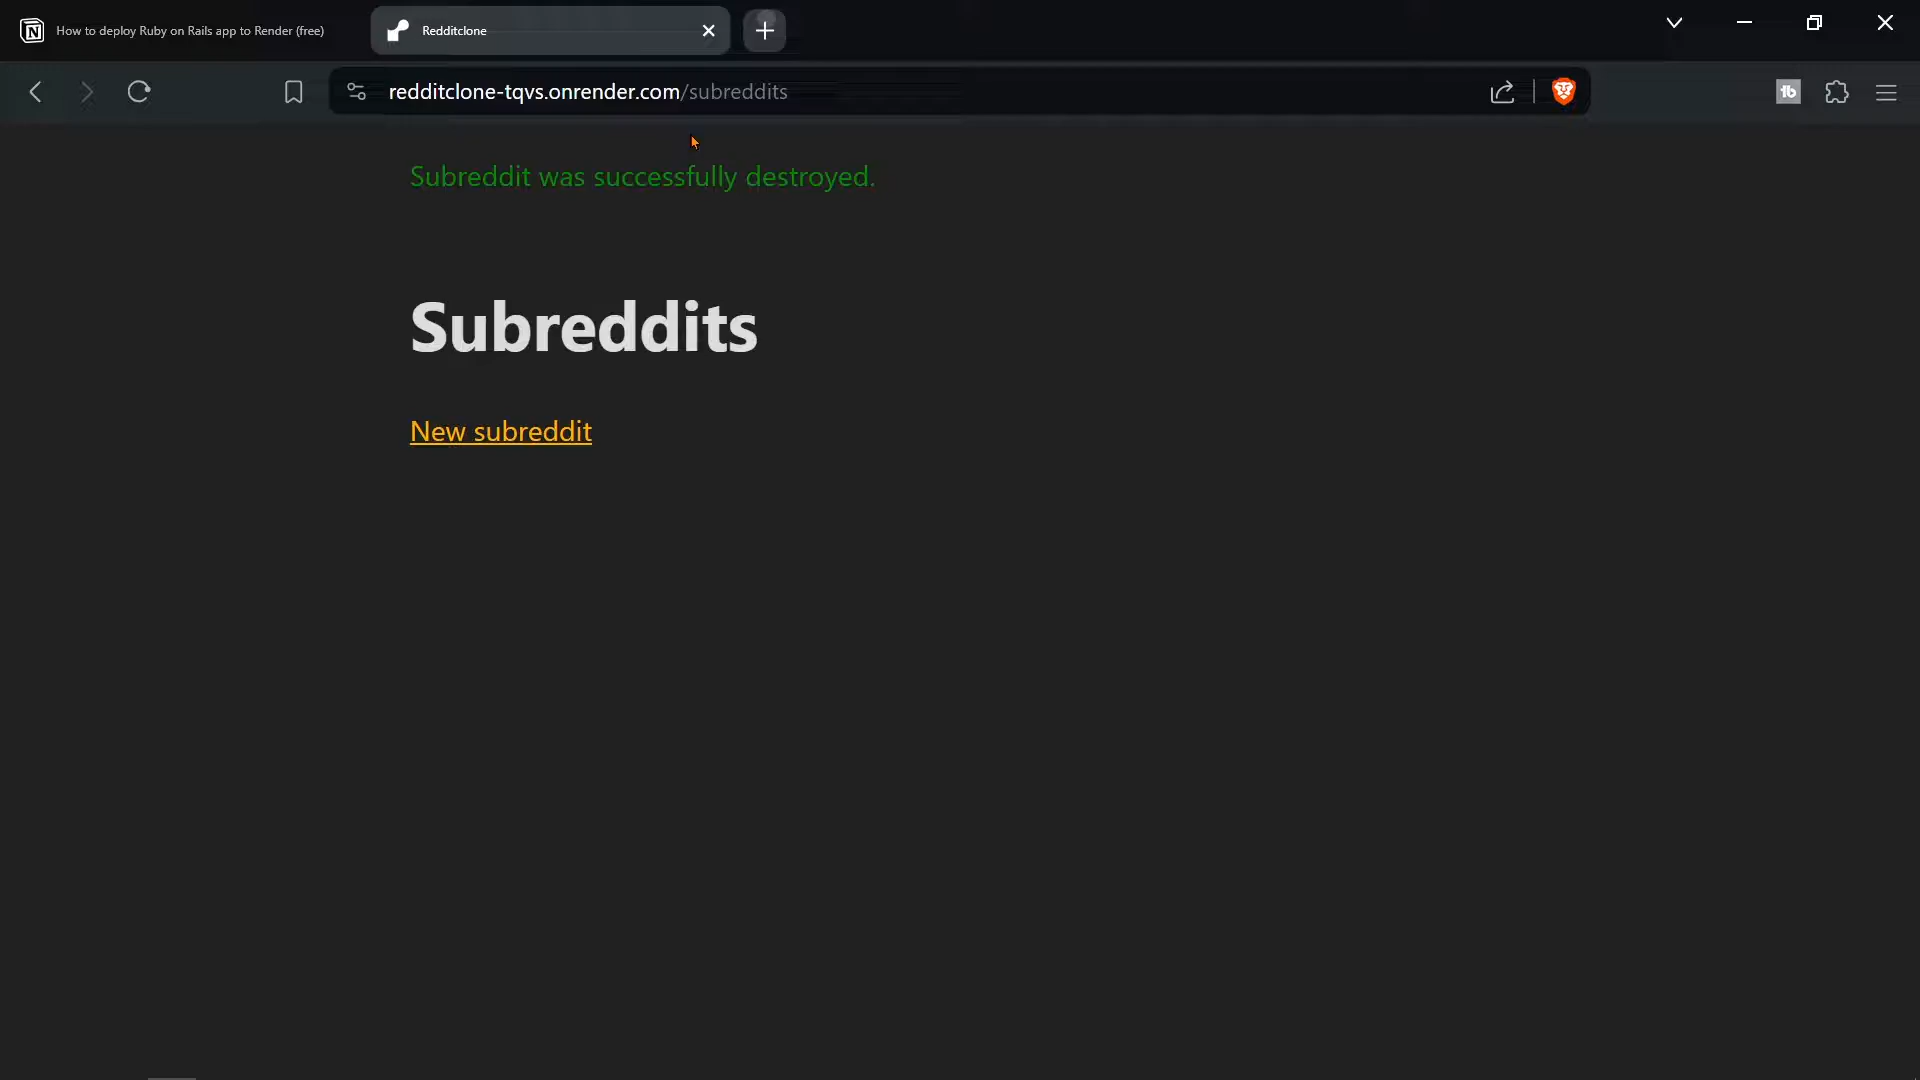 How to deploy Ruby on Rails app to Render (free)
Redditclone
redditclone-tqvs.onrender.com/subreddits
Subreddit was successfully destroyed.
Subreddits
New subreddit